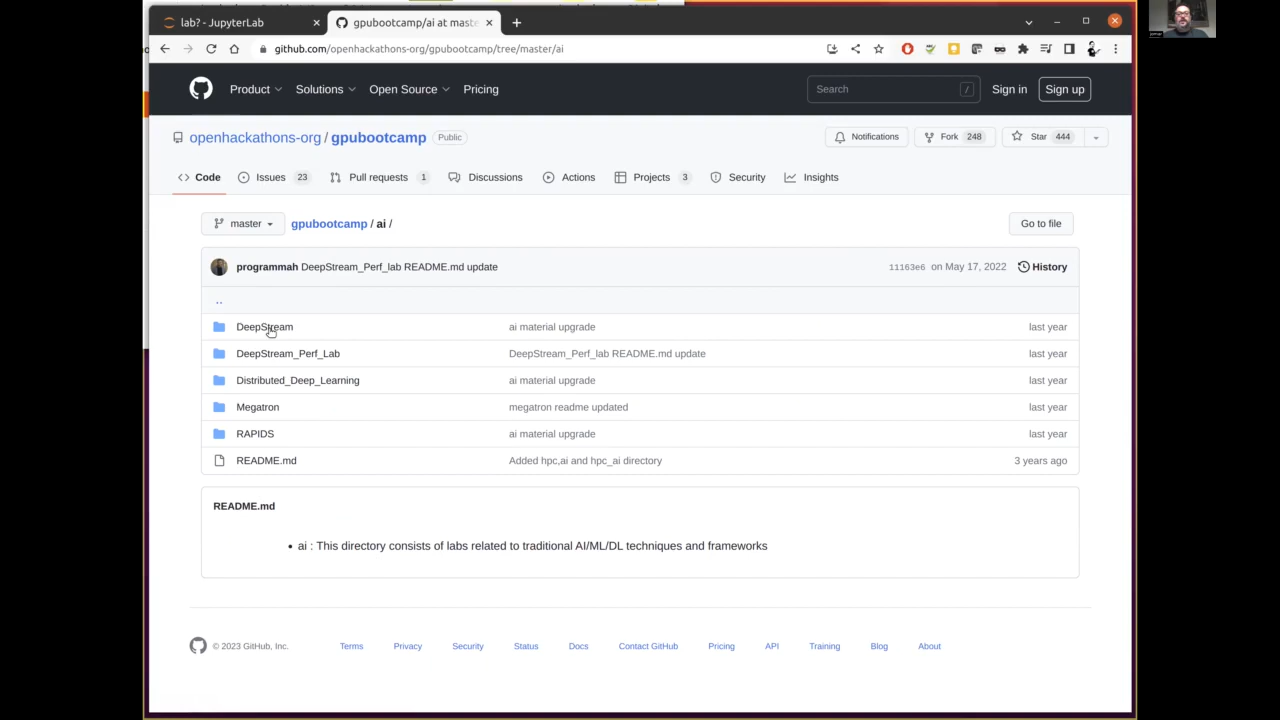 lab? - JupyterLab
gpubootcamp/ai at maste
github.com/openhackathons-org/gpubootcamp/tree/master/ai
Product Solutions Open Source Pricing Search / Sign in Sign up
openhackathons-org / gpubootcamp Public Notifications Fork 248 Star 444
Code Issues 23 Pull requests 1 Discussions Actions Projects 3 Security Insights
master gpubootcamp / ai / Go to file
programmah DeepStream_Perf_lab README.md update 11163e6 on May 17, 2022 History
..
DeepStream ai material upgrade last year
DeepStream_Perf_Lab DeepStream_Perf_lab README.md update last year
Distributed_Deep_Learning ai material upgrade last year
Megatron megatron readme updated last year
RAPIDS ai material upgrade last year
README.md Added hpc,ai and hpc_ai directory 3 years ago
README.md
• ai : This directory consists of labs related to traditional AI/ML/DL techniques and frameworks
© 2023 GitHub, Inc. Terms Privacy Security Status Docs Contact GitHub Pricing API Training Blog About